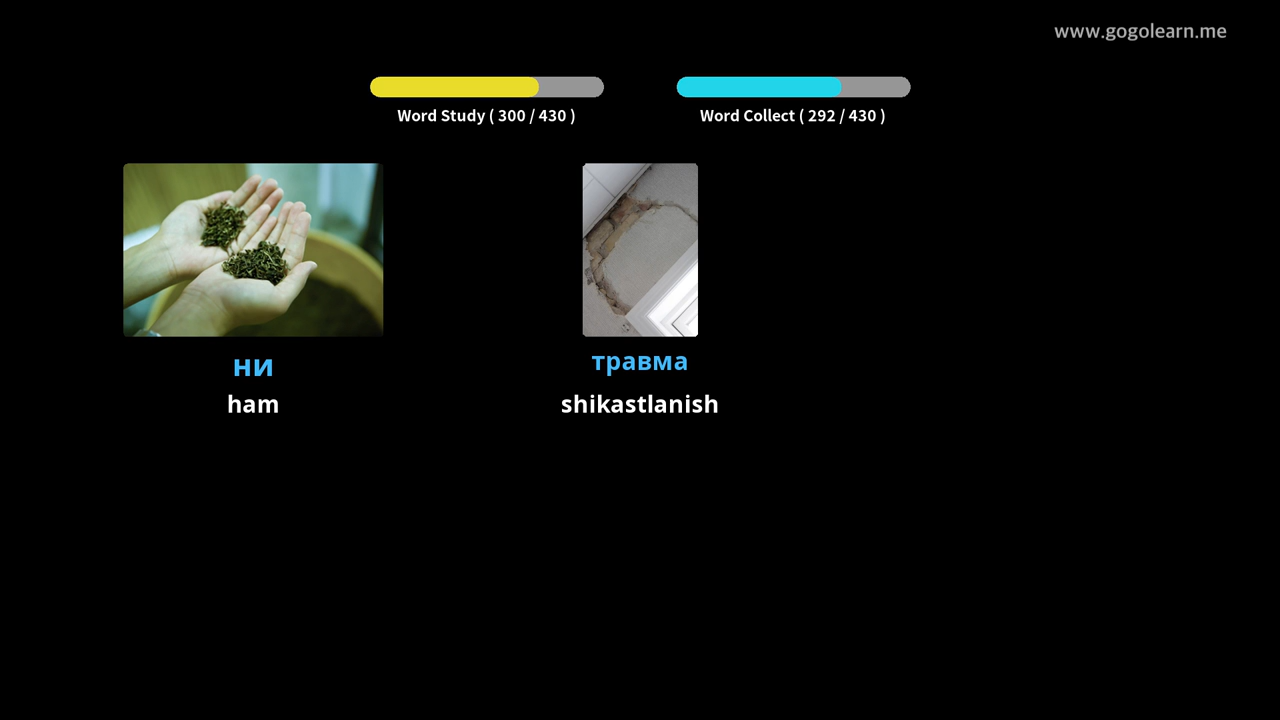 www.gogolearn.me
Word Study ( 300 / 430 )
Word Collect ( 292 / 430 )
ни
ham
травма
shikastlanish